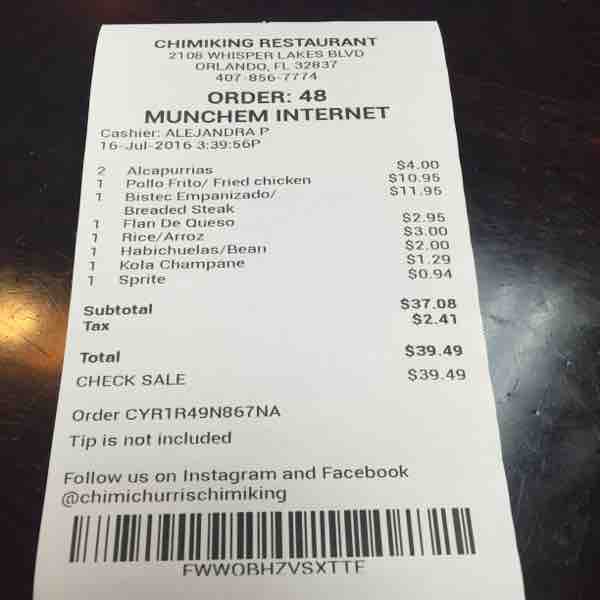 CHIMIKING RESTAURANT
2108 WHISPER LAKES BLVD
ORLANDO, FL 32837
407-856-7774
ORDER: 48
MUNCHEM INTERNET
Cashier: ALEJANDRA P
16-Jul-2016 3:39:56P
2 Alcapurrias $4.00
1 Pollo Frito/ Fried chicken $10.95
1 Bistec Empanizado/ $11.95
Breaded Steak
1 Flan De Queso $2.95
1 Rice/Arroz $3.00
1 Habichuelas/Bean $2.00
1 Kola Champane $1.29
1 Sprite $0.94
Subtotal $37.08
Tax $2.41
Total $39.49
CHECK SALE $39.49
Order CYR1R49N867NA
Tip is not included
Follow us on Instagram and Facebook
@chimichurrischimiking
FWWOBHZVSXTTE